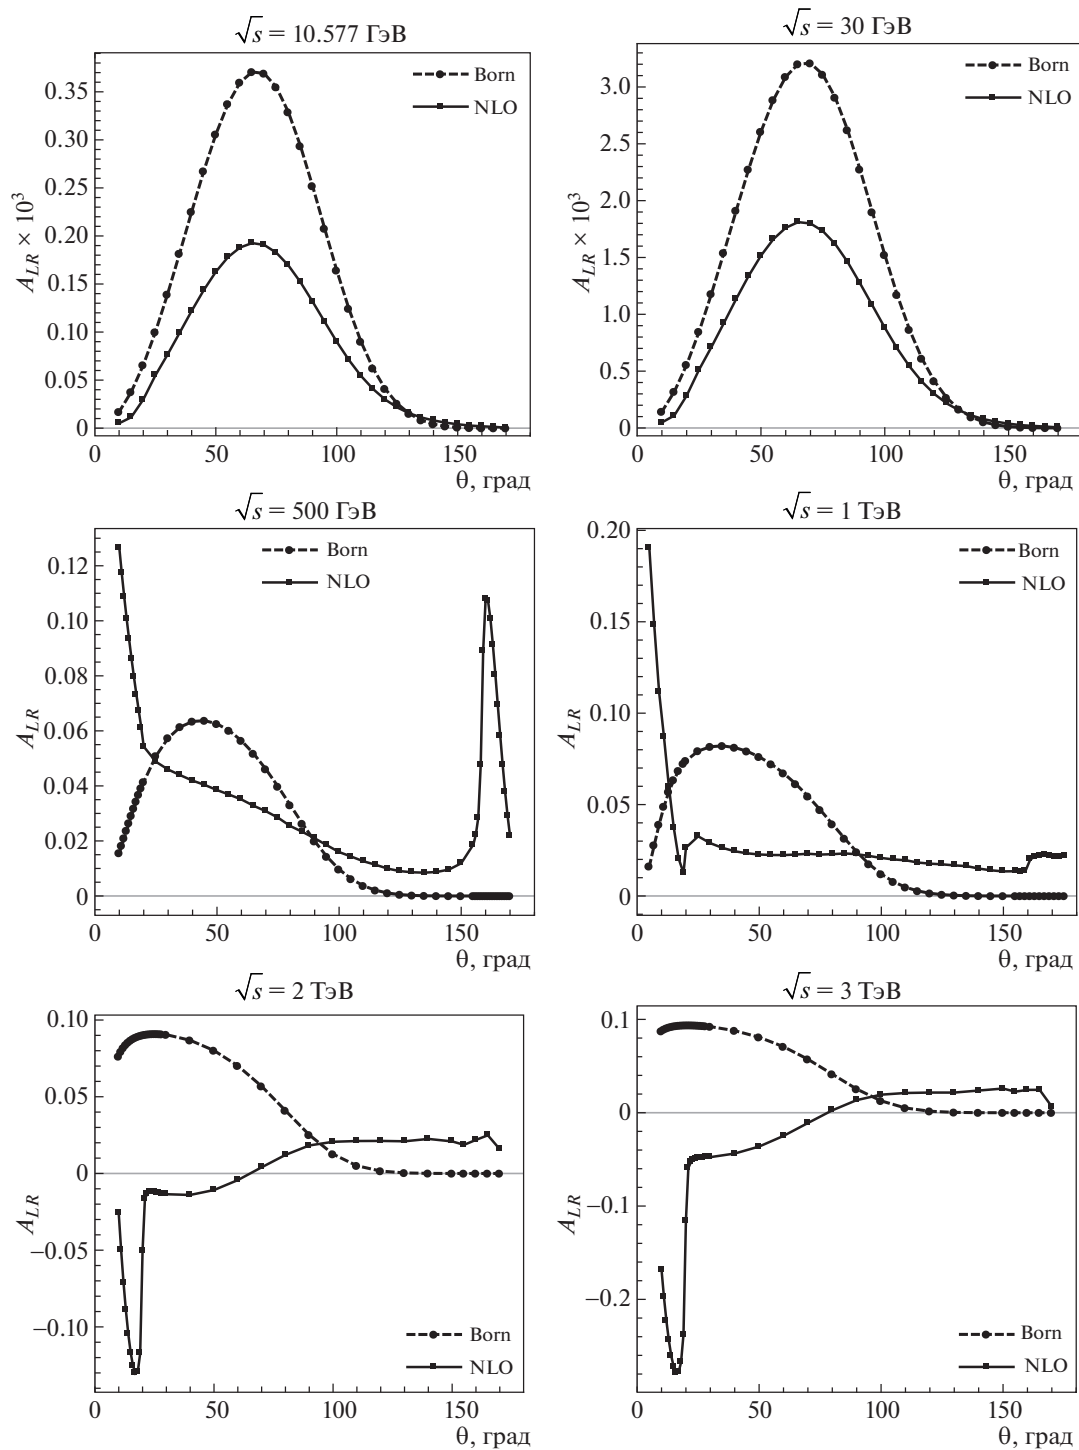 √s = 10.577 ГэВ
Born
NLO
A_LR × 10³
0.35
0.30
0.25
0.20
0.15
0.10
0.05
0
0 50 100 150
θ, град
√s = 30 ГэВ
Born
NLO
A_LR × 10³
3.0
2.5
2.0
1.5
1.0
0.5
0
0 50 100 150
θ, град
√s = 500 ГэВ
Born
NLO
A_LR
0.12
0.10
0.08
0.06
0.04
0.02
0
0 50 100 150
θ, град
√s = 1 ТэВ
Born
NLO
A_LR
0.20
0.15
0.10
0.05
0
0 50 100 150
θ, град
√s = 2 ТэВ
A_LR
0.10
0.05
0
−0.05
−0.10
Born
NLO
0 50 100 150
θ, град
√s = 3 ТэВ
A_LR
0.1
0
−0.1
−0.2
Born
NLO
0 50 100 150
θ, град